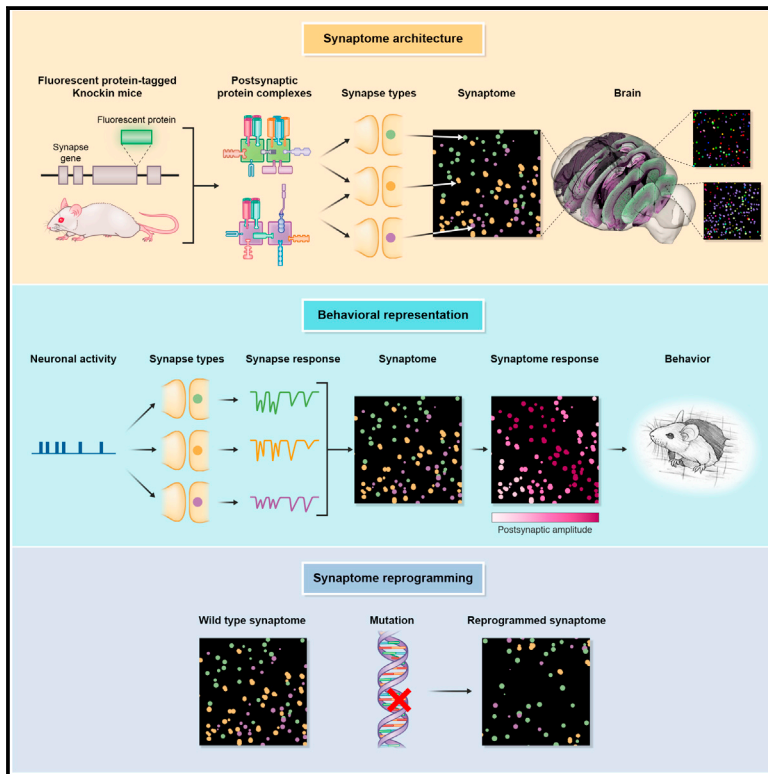 Synaptome architecture
Fluorescent protein-tagged
Knockin mice
Postsynaptic
protein complexes
Synapse types
Synaptome
Brain
Fluorescent protein
Synapse
gene
Behavioral representation
Neuronal activity
Synapse types
Synapse response
Synaptome
Synaptome response
Behavior
Postsynaptic amplitude
Synaptome reprogramming
Wild type synaptome
Mutation
Reprogrammed synaptome